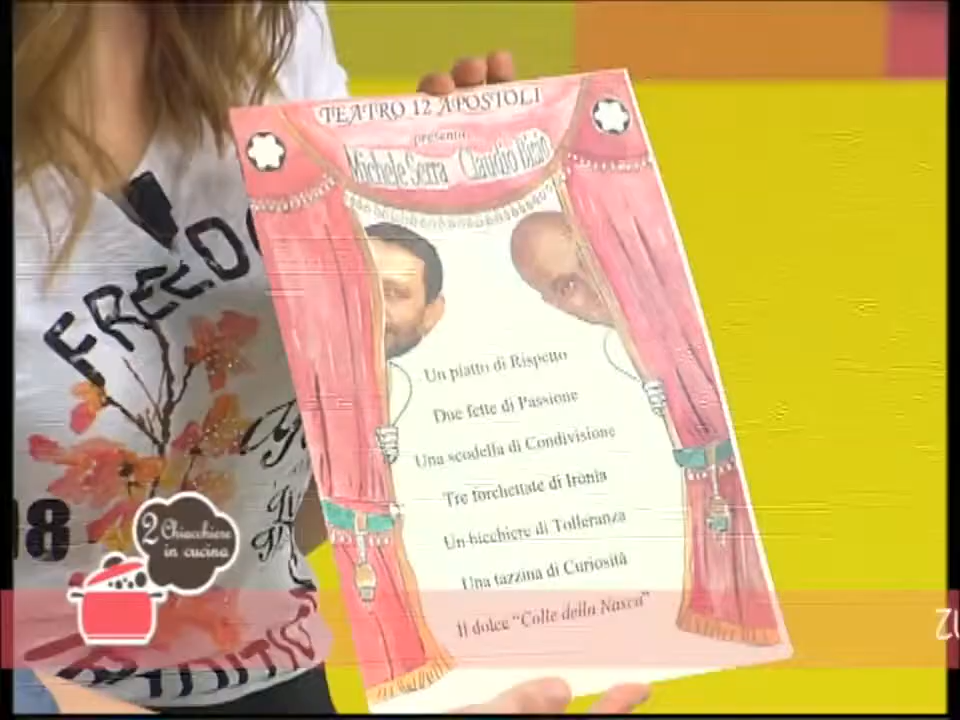 TEATRO 12 APOSTOLI
presenta
Michele Serra Claudio Bisio
Un piatto di Rispetto
Due fette di Passione
Una scodella di Condivisione
Tre forchettate di Ironia
Un bicchiere di Tolleranza
Una tazzina di Curiosità
Il dolce "Colle della Nasca"
FREEDO
98
2 Chiacchiere
in cucina